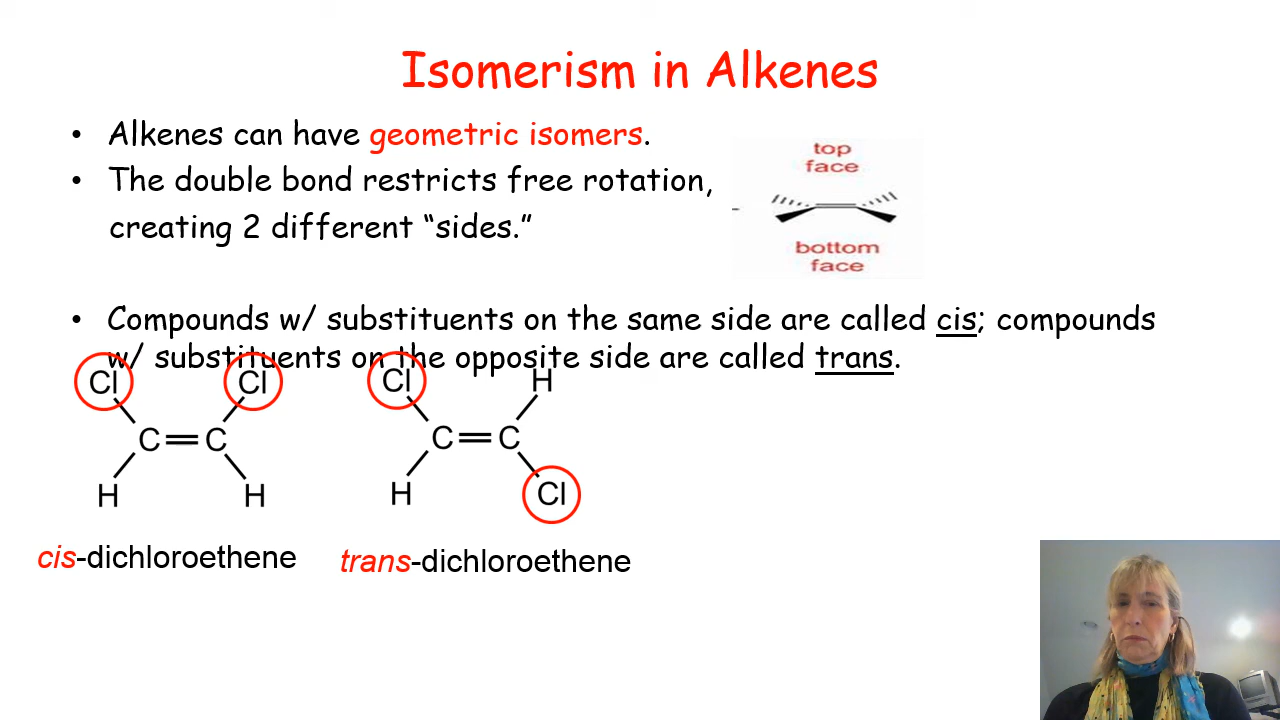 Isomerism in Alkenes
• Alkenes can have geometric isomers.
• The double bond restricts free rotation,
creating 2 different “sides.”
top
face
bottom
face
• Compounds w/ substituents on the same side are called cis; compounds
w/ substituents on the opposite side are called trans.
Cl Cl
C=C
H H
cis-dichloroethene
Cl H
C=C
H Cl
trans-dichloroethene